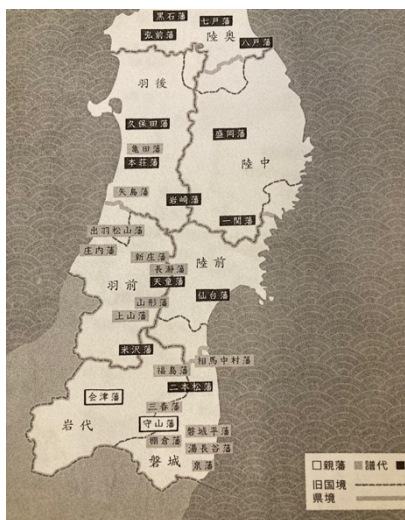 黒石藩
七戸藩
陸奥
弘前藩
八戸藩
羽後
久保田藩
盛岡藩
亀田藩
本荘藩
陸中
矢島藩
岩崎藩
一関藩
出羽松山藩
庄内藩
新庄藩
陸前
長瀞藩
天童藩
羽前
仙台藩
山形藩
上山藩
米沢藩
相馬中村藩
福島藩
二本松藩
会津藩
三春藩
守山藩
岩代
磐城平藩
棚倉藩
湯長谷藩
磐城
泉藩
□親藩 ■譜代 ■
旧国境
県境